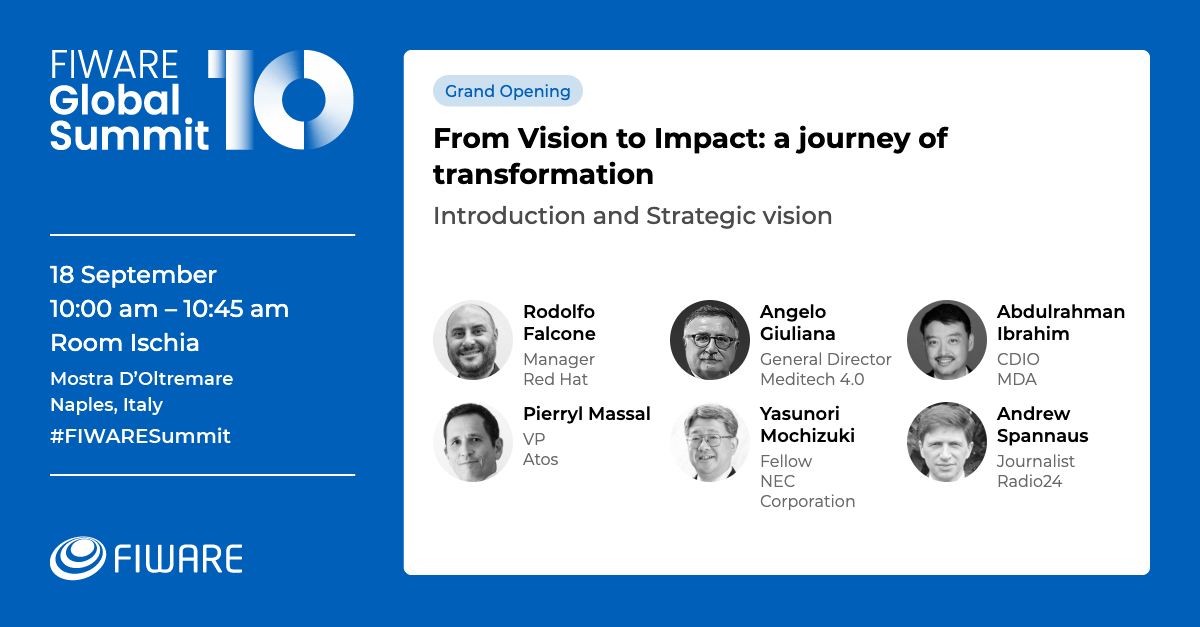 FIWARE
Global
Summit
10
18 September
10:00 am – 10:45 am
Room Ischia
Mostra D’Oltremare
Naples, Italy
#FIWARESummit
FIWARE
Grand Opening
From Vision to Impact: a journey of
transformation
Introduction and Strategic vision
Rodolfo
Falcone
Manager
Red Hat
Angelo
Giuliana
General Director
Meditech 4.0
Abdulrahman
Ibrahim
CDIO
MDA
Pierryl Massal
VP
Atos
Yasunori
Mochizuki
Fellow
NEC
Corporation
Andrew
Spannaus
Journalist
Radio24